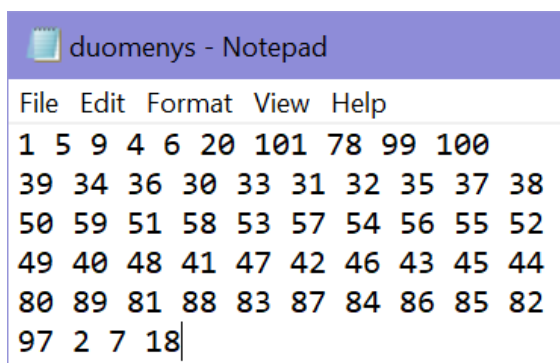 duomenys - Notepad
File Edit Format View Help
1 5 9 4 6 20 101 78 99 100
39 34 36 30 33 31 32 35 37 38
50 59 51 58 53 57 54 56 55 52
49 40 48 41 47 42 46 43 45 44
80 89 81 88 83 87 84 86 85 82
97 2 7 18